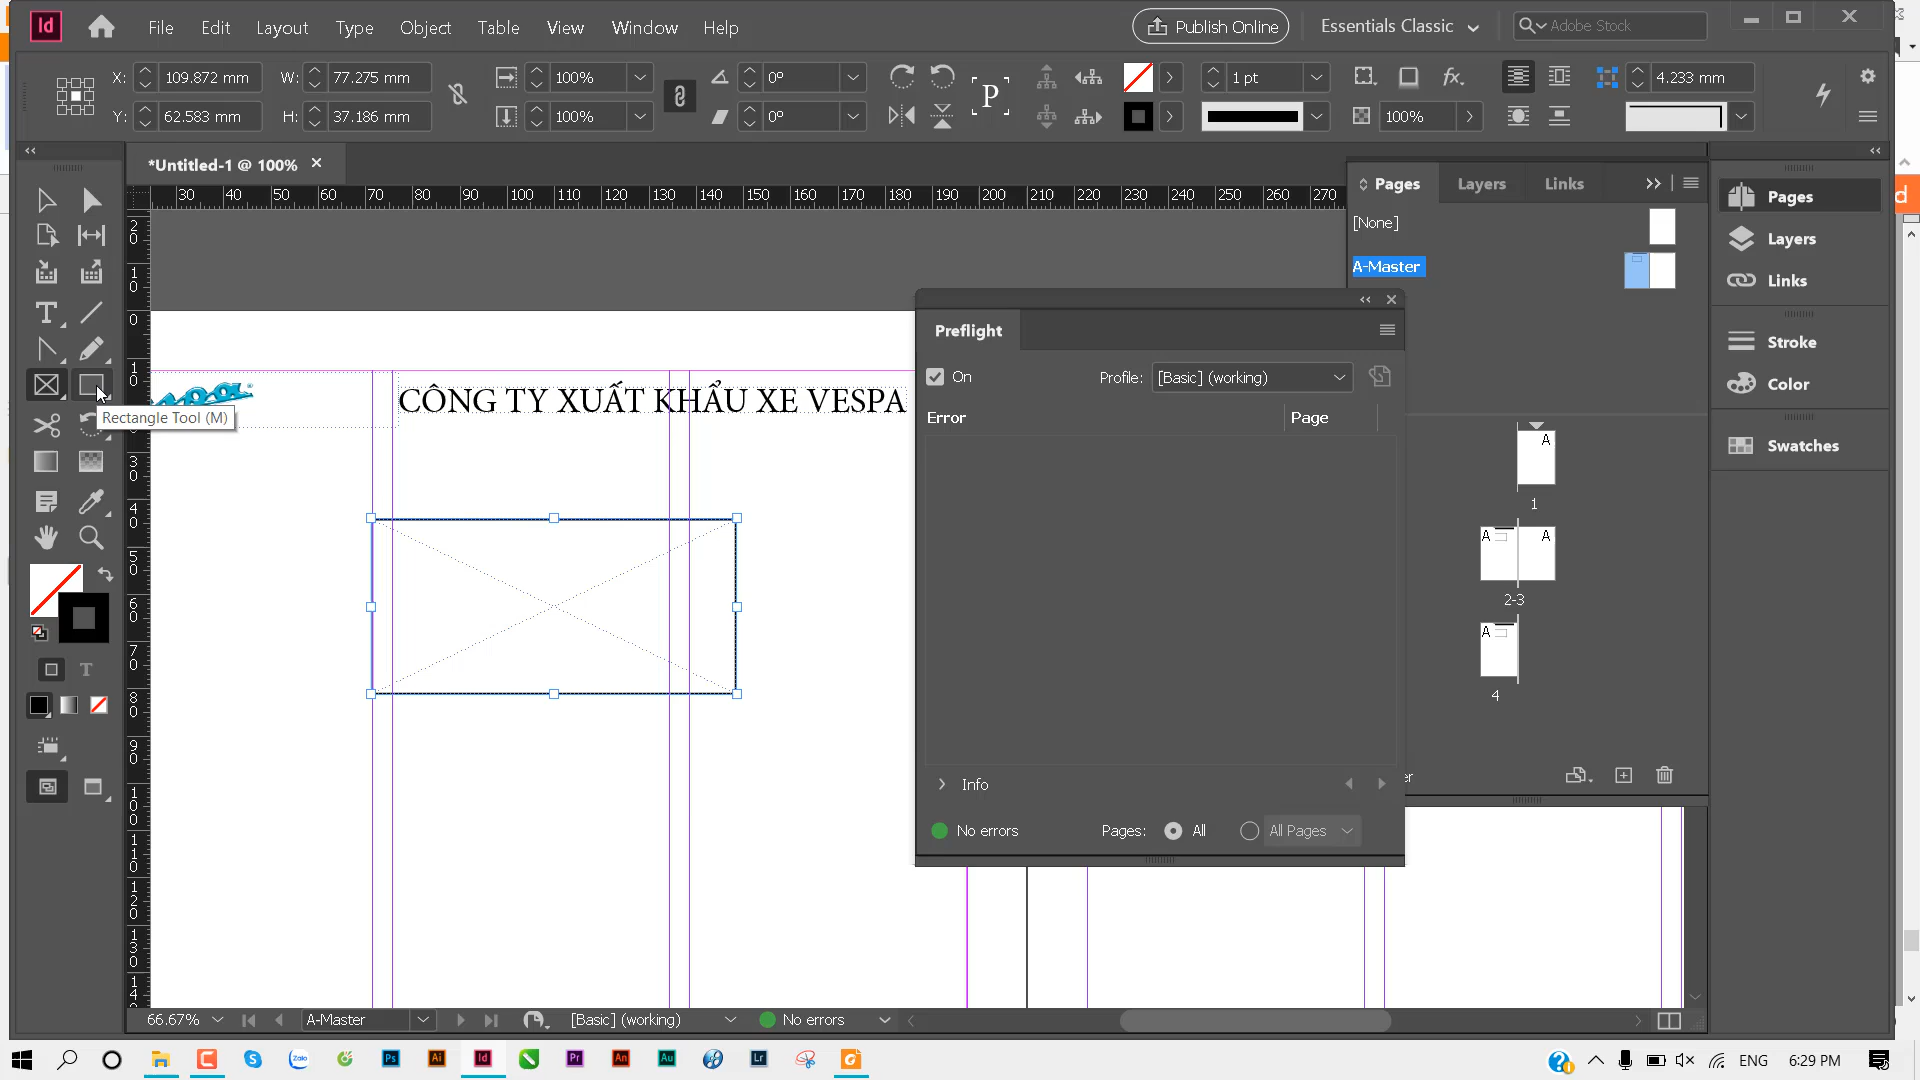 File Edit Layout Type Object Table View Window Help
Publish Online
Essentials Classic
Adobe Stock
X: 109.872 mm W: 77.275 mm 100% 0° 1 pt 4.233 mm
Y: 62.583 mm H: 37.186 mm 100% 0° P 100%
*Untitled-1 @ 100%
30 40 50 60 70 80 90 100 110 120 130 140 150 160 170 180 190 200 210 220 230 240 250 260 270
Pages Layers Links
[None]
A-Master
Pages
Layers
Links
Stroke
Color
Swatches
CÔNG TY XUẤT KHẨU XE VESPA
Rectangle Tool (M)
Preflight
On Profile: [Basic] (working)
Error Page
Info
No errors Pages: All All Pages
A
1
A A
2-3
A
4
66.67% A-Master [Basic] (working) No errors
ENG 6:29 PM